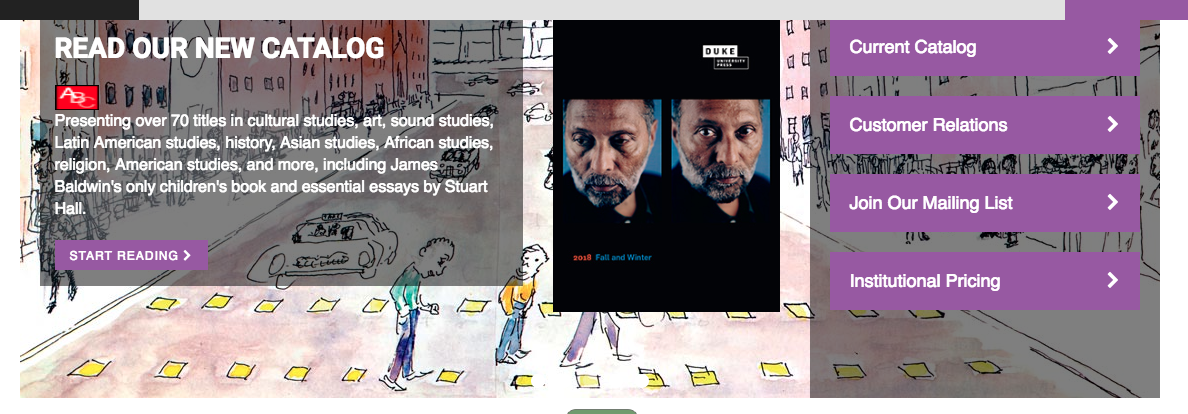 READ OUR NEW CATALOG
ABC
Presenting over 70 titles in cultural studies, art, sound studies,
Latin American studies, history, Asian studies, African studies,
religion, American studies, and more, including James
Baldwin's only children's book and essential essays by Stuart
Hall.
START READING
DUKE
UNIVERSITY
PRESS
2018 Fall and Winter
Current Catalog
Customer Relations
Join Our Mailing List
Institutional Pricing